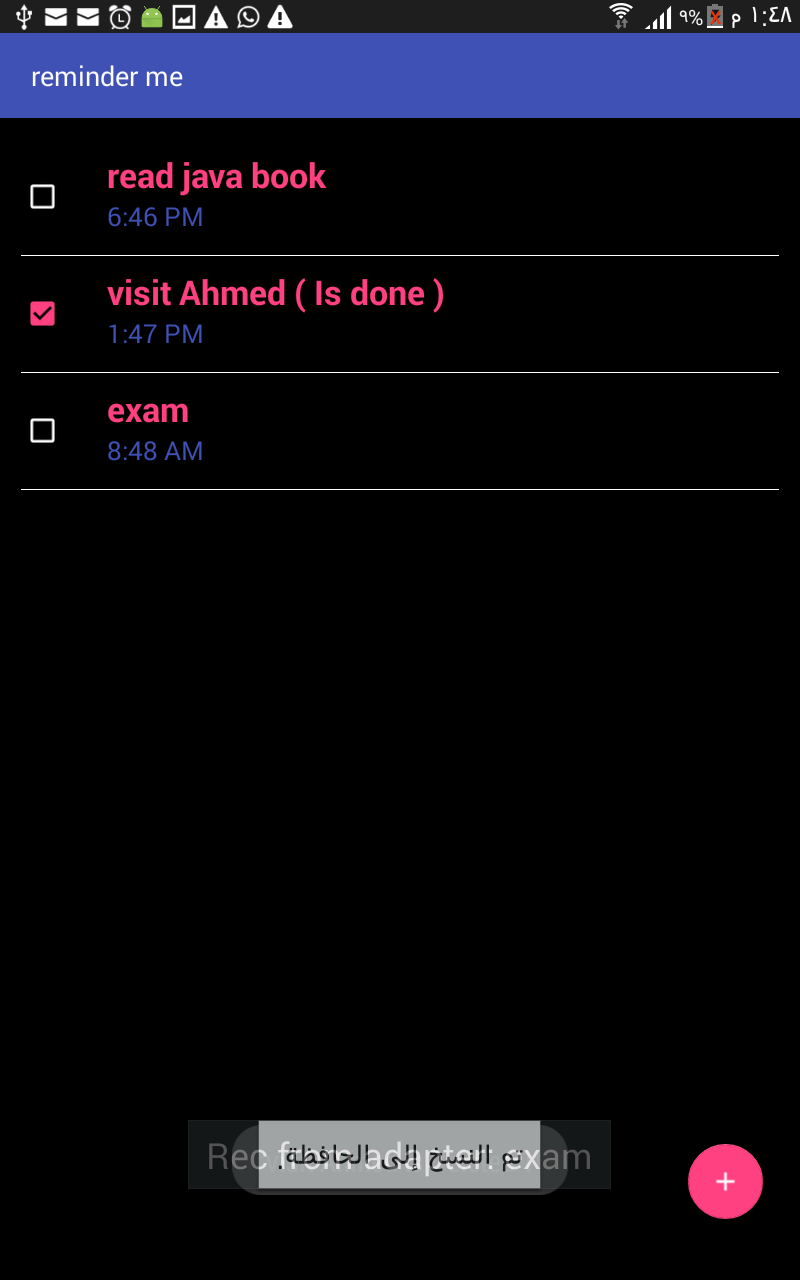 ٩% م ١:٤٨
reminder me
read java book
6:46 PM
visit Ahmed ( Is done )
1:47 PM
exam
8:48 AM
Rec from adapter: exam
تم النسخ إلى الحافظة.
+